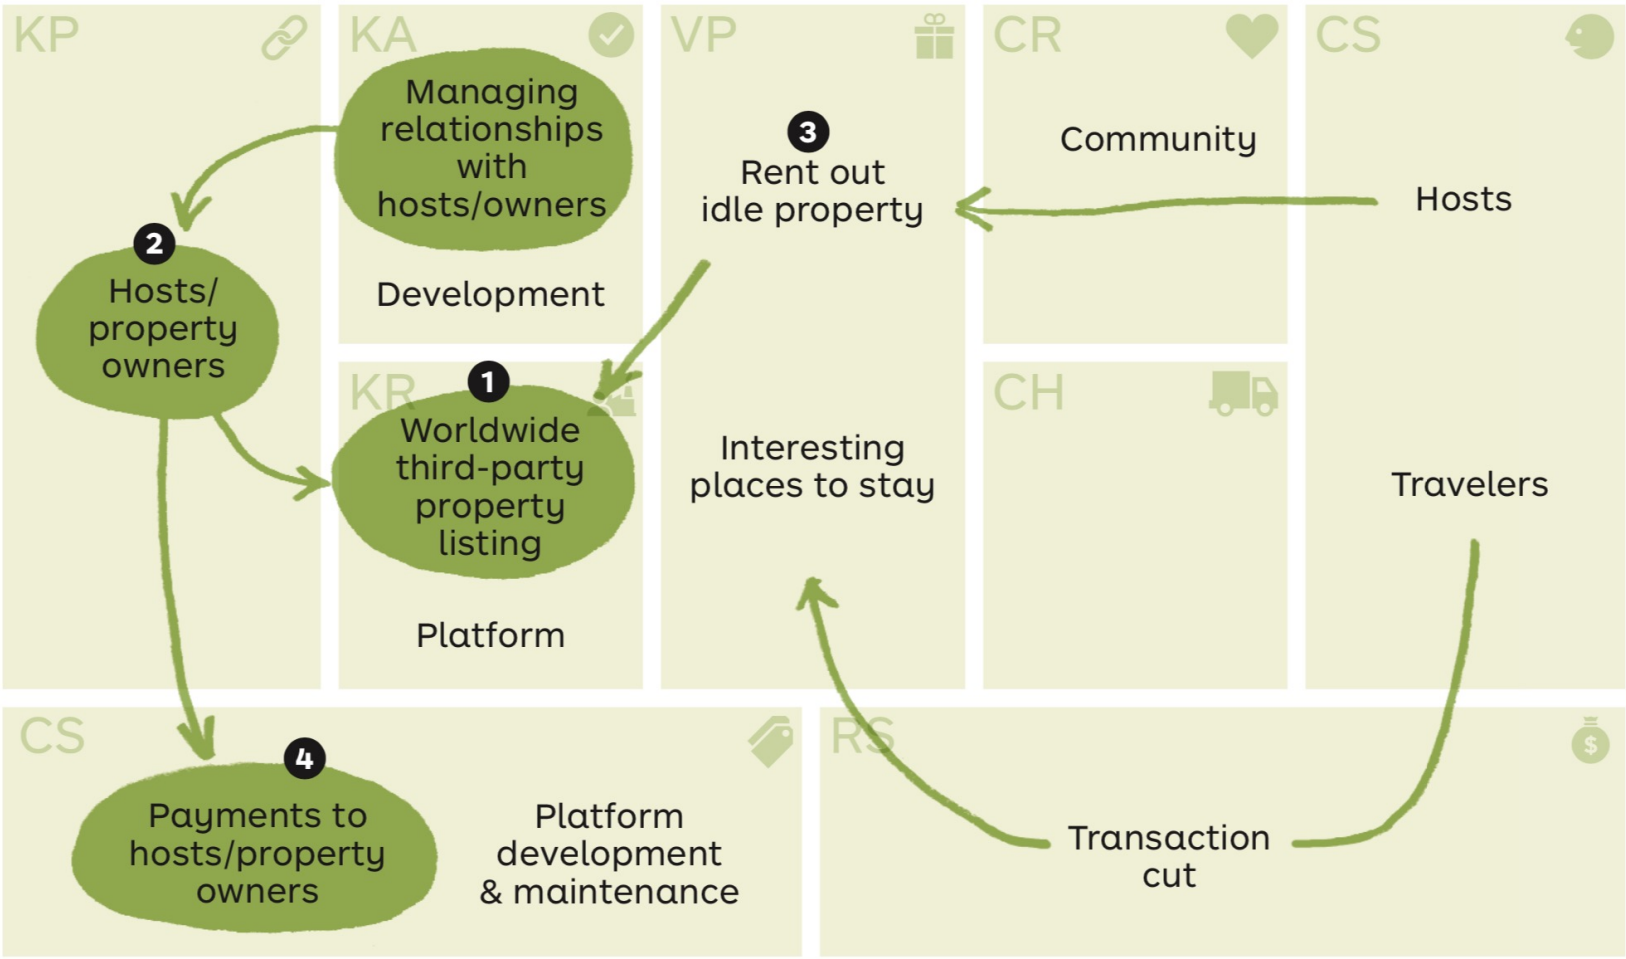 KP
2
Hosts/
property
owners
KA
Managing
relationships
with
hosts/owners
Development
KR
1
Worldwide
third-party
property
listing
Platform
VP
3
Rent out
idle property
Interesting
places to stay
CR
Community
CH
CS
Hosts
Travelers
CS
4
Payments to
hosts/property
owners
Platform
development
& maintenance
RS
$
Transaction
cut